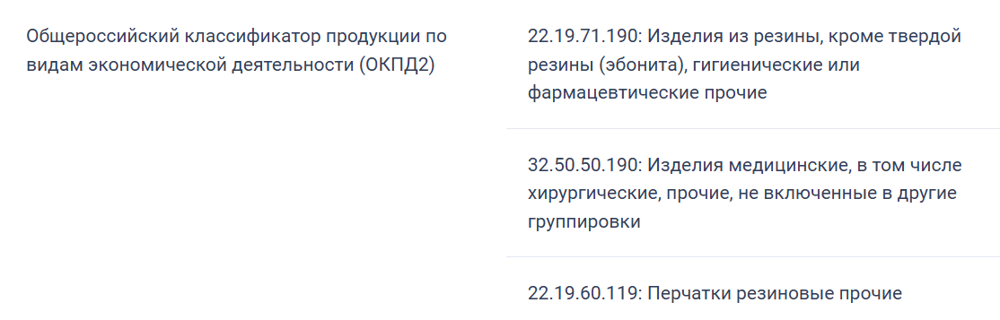 Общероссийский классификатор продукции по
видам экономической деятельности (ОКПД2)
22.19.71.190: Изделия из резины, кроме твердой
резины (эбонита), гигиенические или
фармацевтические прочие
32.50.50.190: Изделия медицинские, в том числе
хирургические, прочие, не включенные в другие
группировки
22.19.60.119: Перчатки резиновые прочие